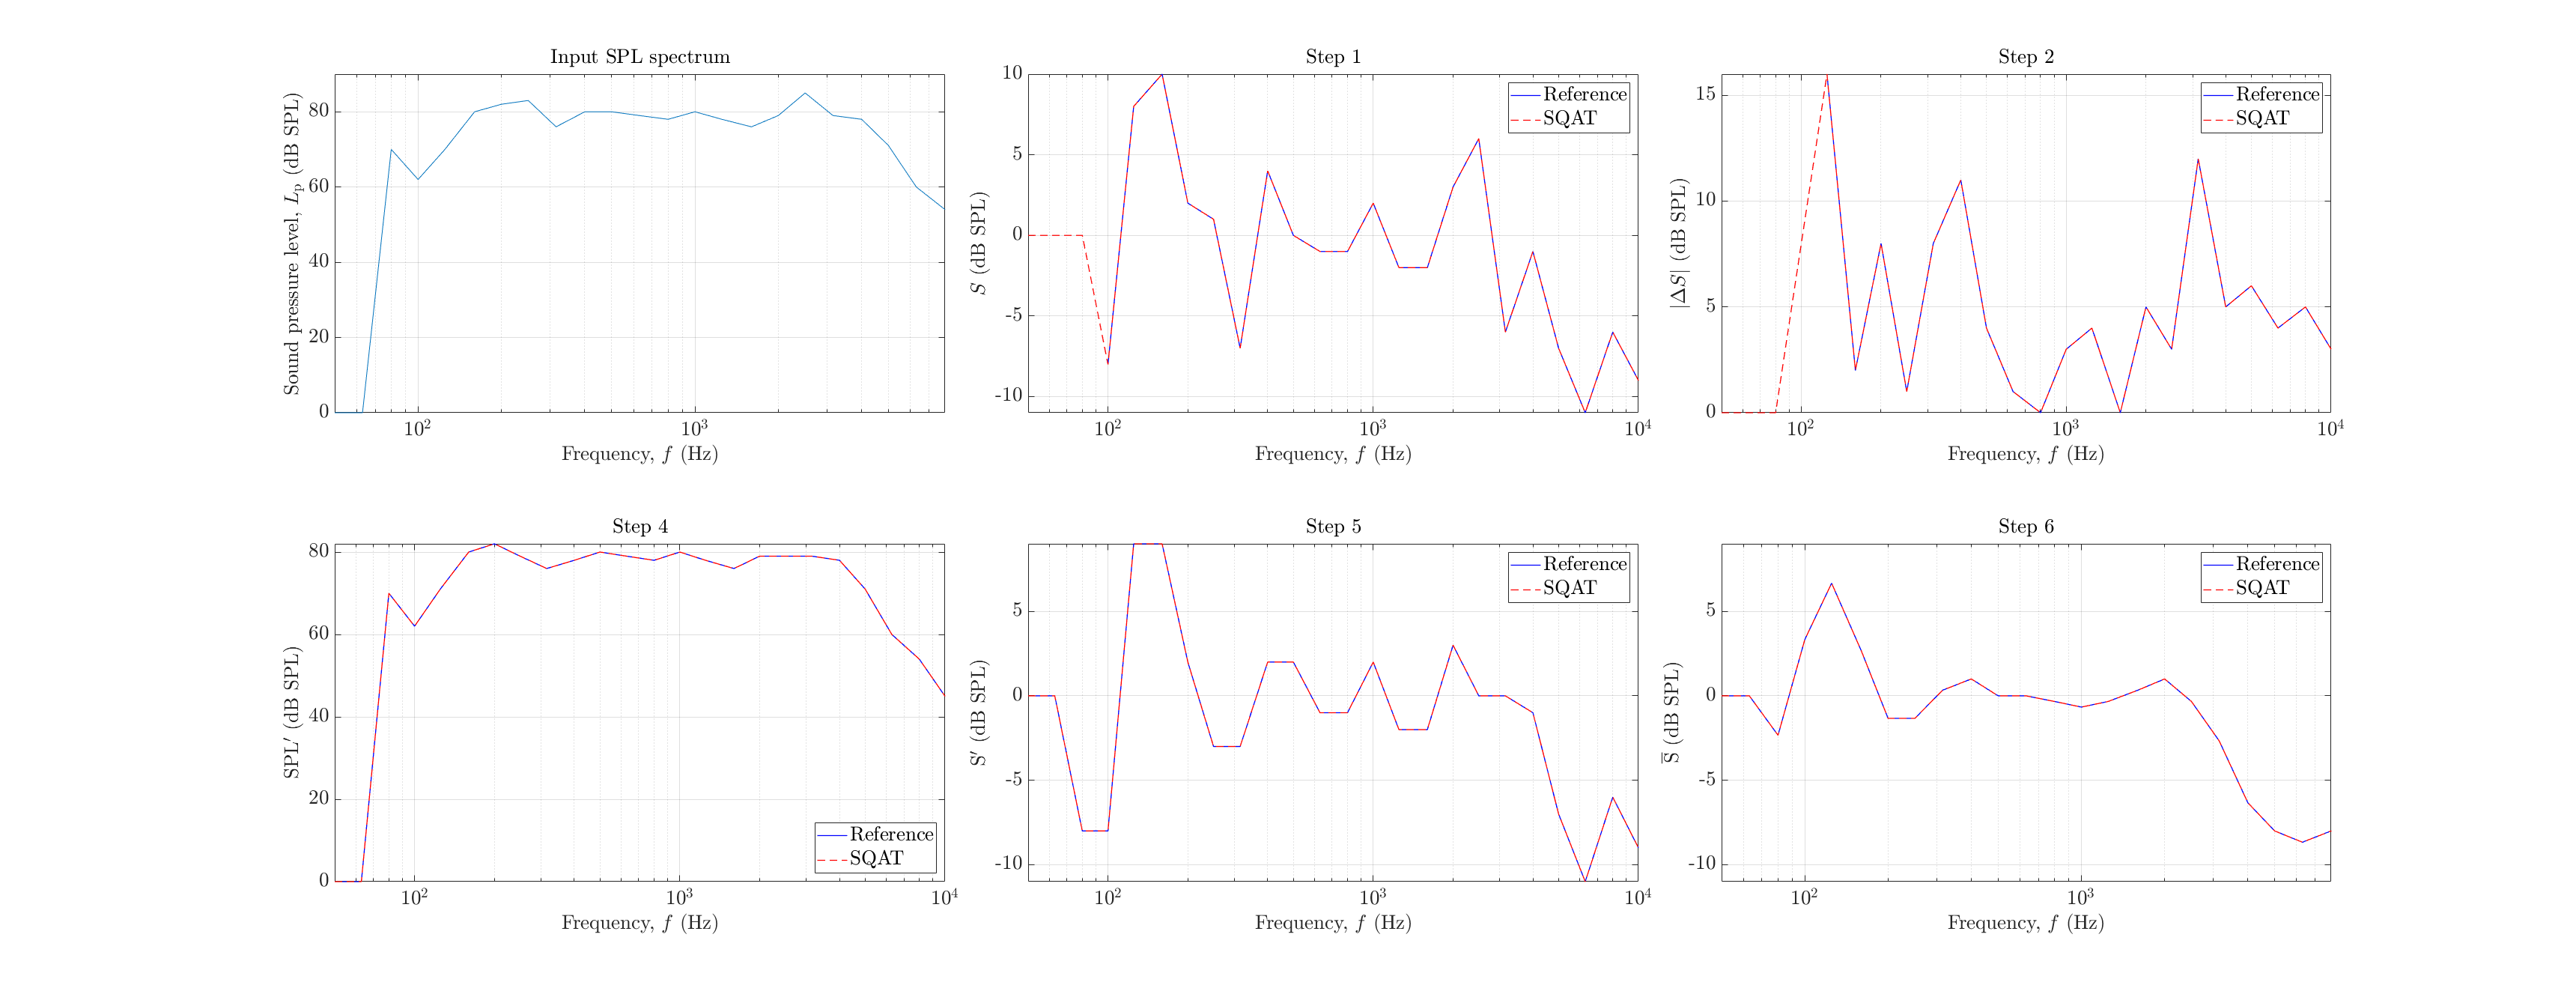 Input SPL spectrum
Sound pressure level, Lp (dB SPL)
80
60
40
20
0
10² 10³
Frequency, f (Hz)
Step 1
S (dB SPL)
10
5
0
-5
-10
10² 10³ 10⁴
Frequency, f (Hz)
Reference
SQAT
Step 2
|ΔS| (dB SPL)
15
10
5
0
10² 10³ 10⁴
Frequency, f (Hz)
Reference
SQAT
Step 4
SPL′ (dB SPL)
80
60
40
20
0
10² 10³ 10⁴
Frequency, f (Hz)
Reference
SQAT
Step 5
S′ (dB SPL)
5
0
-5
-10
10² 10³ 10⁴
Frequency, f (Hz)
Reference
SQAT
Step 6
S̅ (dB SPL)
5
0
-5
-10
10² 10³
Frequency, f (Hz)
Reference
SQAT